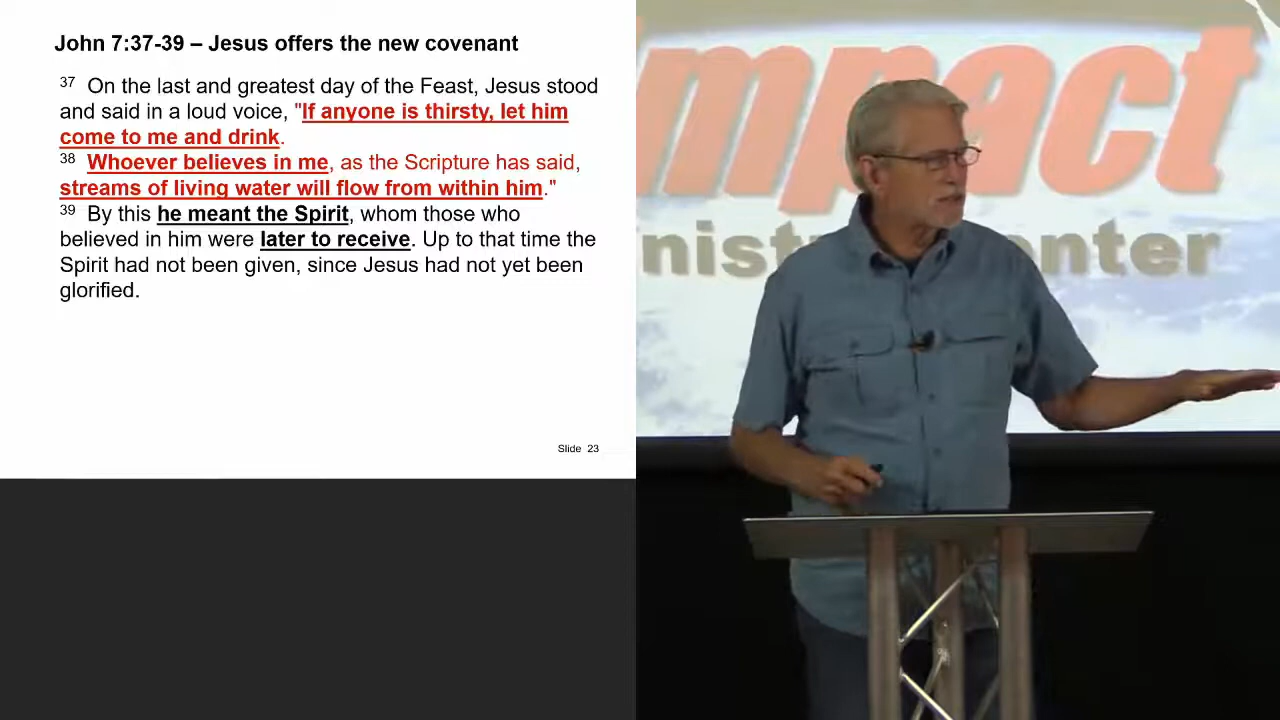 John 7:37-39 – Jesus offers the new covenant
37 On the last and greatest day of the Feast, Jesus stood
and said in a loud voice, "If anyone is thirsty, let him
come to me and drink.
38 Whoever believes in me, as the Scripture has said,
streams of living water will flow from within him."
39 By this he meant the Spirit, whom those who
believed in him were later to receive. Up to that time the
Spirit had not been given, since Jesus had not yet been
glorified.
Slide 23
mpact
nist enter